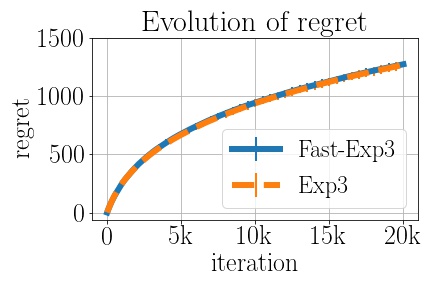 Evolution of regret
1500
1000
500
0
regret
Fast-Exp3
Exp3
0 5k 10k 15k 20k
iteration